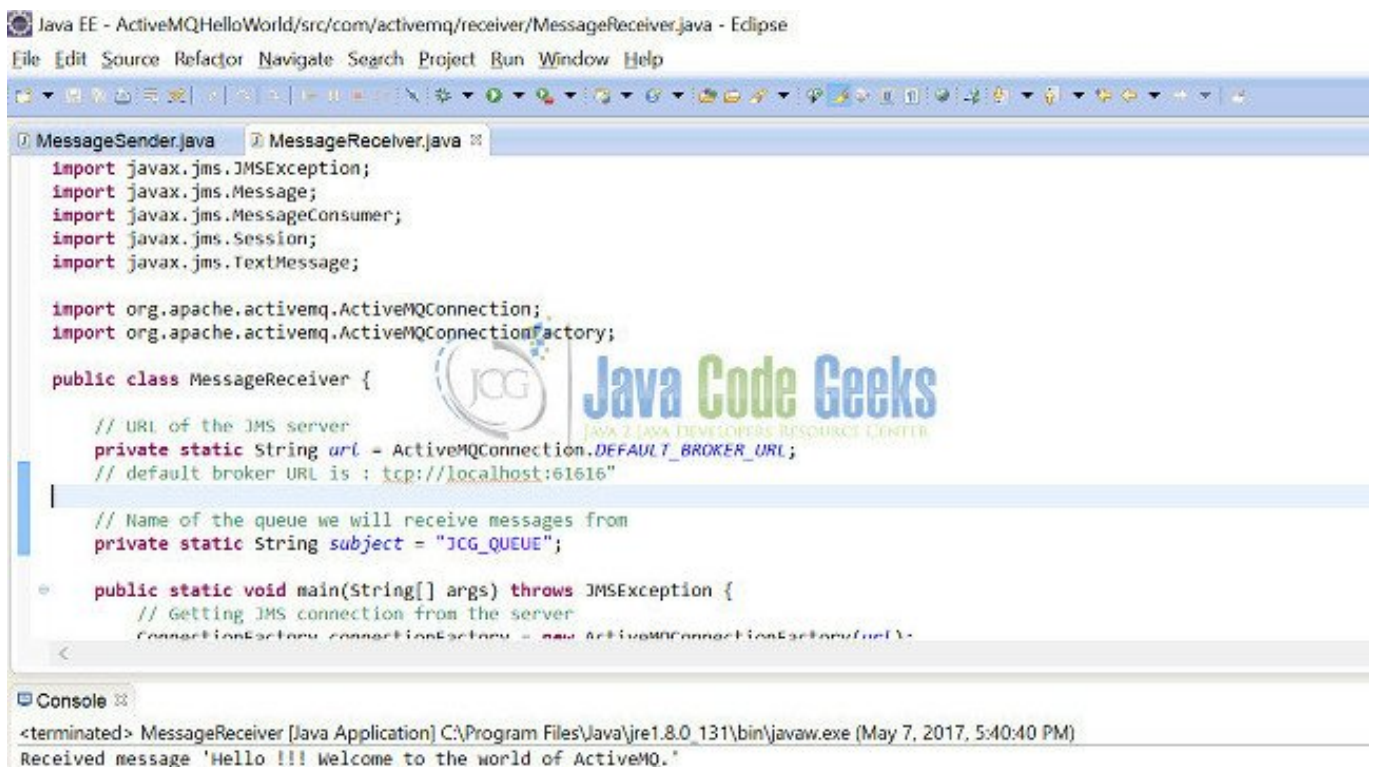 Java EE - ActiveMQHelloWorld/src/com/activemq/receiver/MessageReceiver.java - Eclipse
File Edit Source Refactor Navigate Search Project Run Window Help
MessageSender.java MessageReceiver.java
import javax.jms.JMSException;
import javax.jms.Message;
import javax.jms.MessageConsumer;
import javax.jms.Session;
import javax.jms.TextMessage;
import org.apache.activemq.ActiveMQConnection;
import org.apache.activemq.ActiveMQConnectionFactory;
public class MessageReceiver {
JCG Java Code Geeks
JAVA 2 JAVA DEVELOPERS RESOURCE CENTER
// URL of the JMS server
private static String url = ActiveMQConnection.DEFAULT_BROKER_URL;
// default broker URL is : tcp://localhost:61616"
// Name of the queue we will receive messages from
private static String subject = "JCG_QUEUE";
public static void main(String[] args) throws JMSException {
// Getting JMS connection from the server
ConnectionFactory connectionFactory = new ActiveMQConnectionFactory(url);
Console
<terminated> MessageReceiver [Java Application] C:\Program Files\Java\jre1.8.0_131\bin\javaw.exe (May 7, 2017, 5:40:40 PM)
Received message 'Hello !!! Welcome to the world of ActiveMQ.'